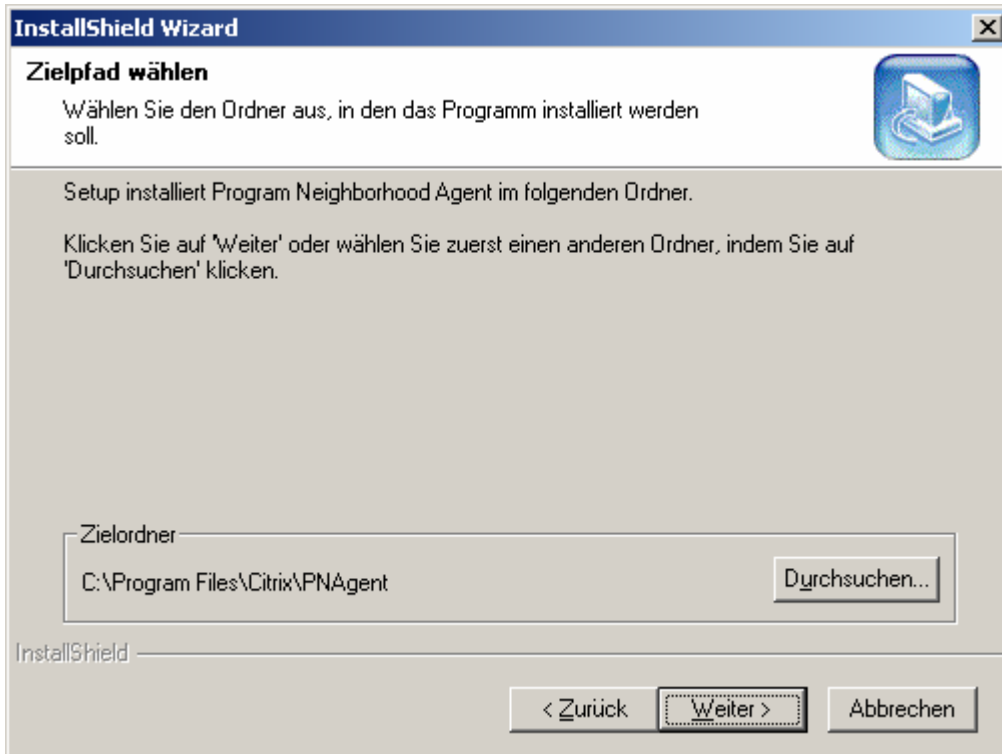 InstallShield Wizard
Zielpfad wählen
Wählen Sie den Ordner aus, in den das Programm installiert werden
soll.
Setup installiert Program Neighborhood Agent im folgenden Ordner.
Klicken Sie auf 'Weiter' oder wählen Sie zuerst einen anderen Ordner, indem Sie auf
'Durchsuchen' klicken.
Zielordner
C:\Program Files\Citrix\PNAgent
Durchsuchen...
InstallShield
< Zurück
Weiter >
Abbrechen